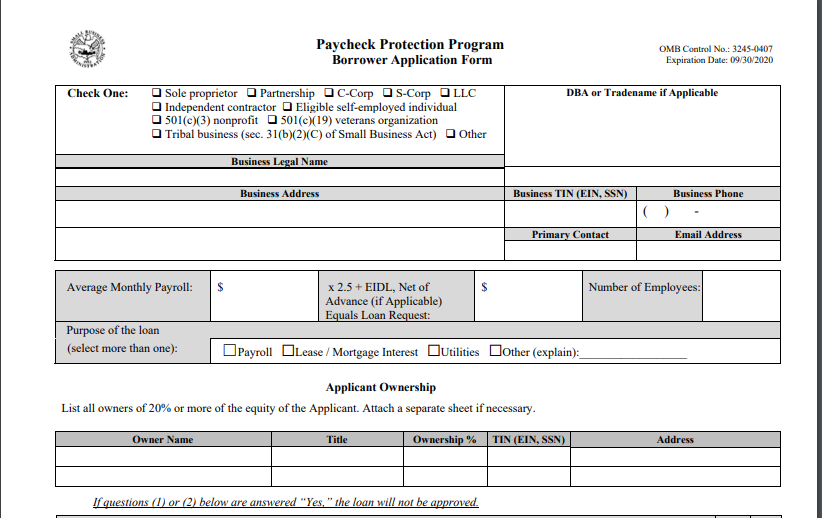 Paycheck Protection Program
Borrower Application Form
OMB Control No.: 3245-0407
Expiration Date: 09/30/2020
Check One: ❑ Sole proprietor ❑ Partnership ❑ C-Corp ❑ S-Corp ❑ LLC
❑ Independent contractor ❑ Eligible self-employed individual
❑ 501(c)(3) nonprofit ❑ 501(c)(19) veterans organization
❑ Tribal business (sec. 31(b)(2)(C) of Small Business Act) ❑ Other
DBA or Tradename if Applicable
Business Legal Name
Business Address
Business TIN (EIN, SSN)
Business Phone
( ) -
Primary Contact
Email Address
Average Monthly Payroll:
$
x 2.5 + EIDL, Net of
Advance (if Applicable)
Equals Loan Request:
$
Number of Employees:
Purpose of the loan
(select more than one):
☐Payroll ☐Lease / Mortgage Interest ☐Utilities ☐Other (explain):__________________
Applicant Ownership
List all owners of 20% or more of the equity of the Applicant. Attach a separate sheet if necessary.
Owner Name
Title
Ownership %
TIN (EIN, SSN)
Address
If questions (1) or (2) below are answered “Yes,” the loan will not be approved.